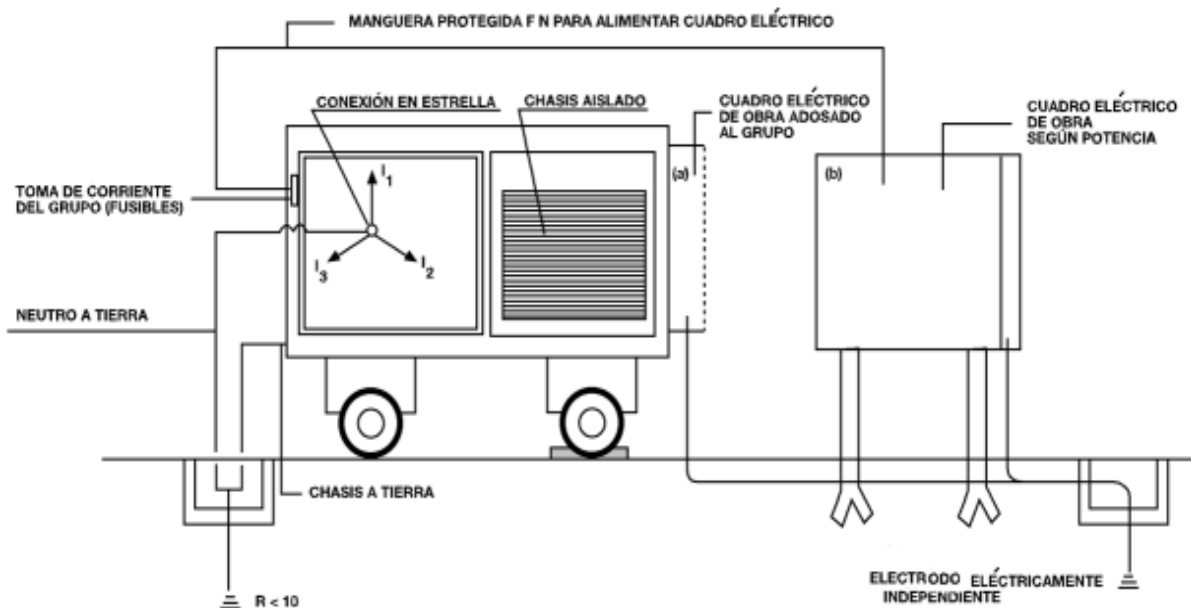 MANGUERA PROTEGIDA F N PARA ALIMENTAR CUADRO ELÉCTRICO
CONEXIÓN EN ESTRELLA
CHASIS AISLADO
CUADRO ELÉCTRICO
DE OBRA ADOSADO
AL GRUPO
CUADRO ELÉCTRICO
DE OBRA
SEGÚN POTENCIA
(a)
(b)
TOMA DE CORRIENTE
DEL GRUPO (FUSIBLES)
I1
I3
I2
NEUTRO A TIERRA
CHASIS A TIERRA
ELECTRODO ELÉCTRICAMENTE
INDEPENDIENTE
R < 10